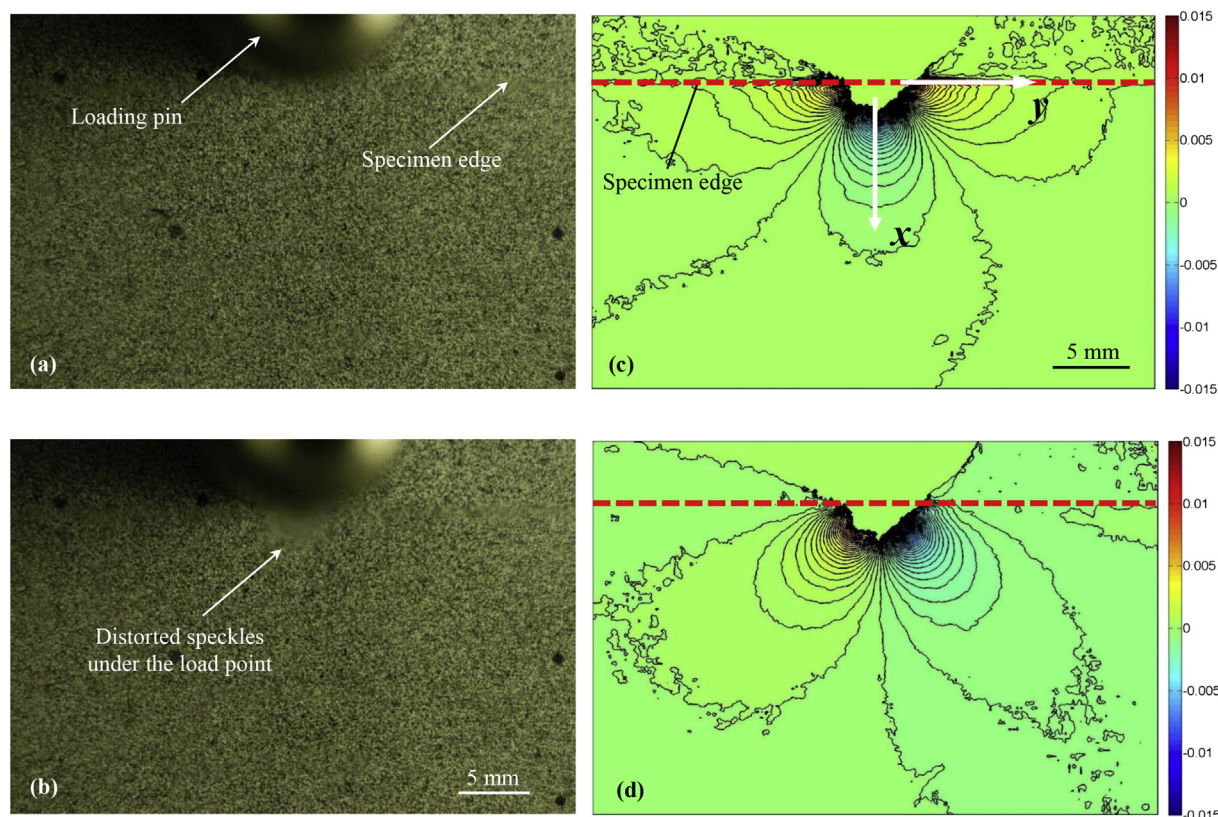 Loading pin
Specimen edge
(a)
Specimen edge
y
x
(c)
5 mm
0.015
0.01
0.005
0
-0.005
-0.01
-0.015
Distorted speckles
under the load point
(b)
5 mm
(d)
0.015
0.01
0.005
0
-0.005
-0.01
-0.015